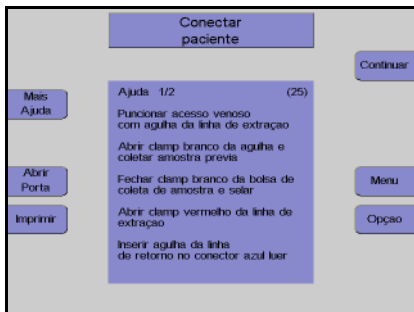 Conectar
paciente
Continuar
Mais
Ajuda
Ajuda 1/2 (25)
Puncionar acesso venoso
com agulha da linha de extraçao
Abrir clamp branco da agulha e
coletar amostra previa
Abrir
Porta
Fechar clamp branco da bolsa de
coleta de amostra e selar
Menu
Imprimir
Abrir clamp vermelho da linha de
extraçao
Opçao
Inserir agulha da linha
de retorno no conector azul luer